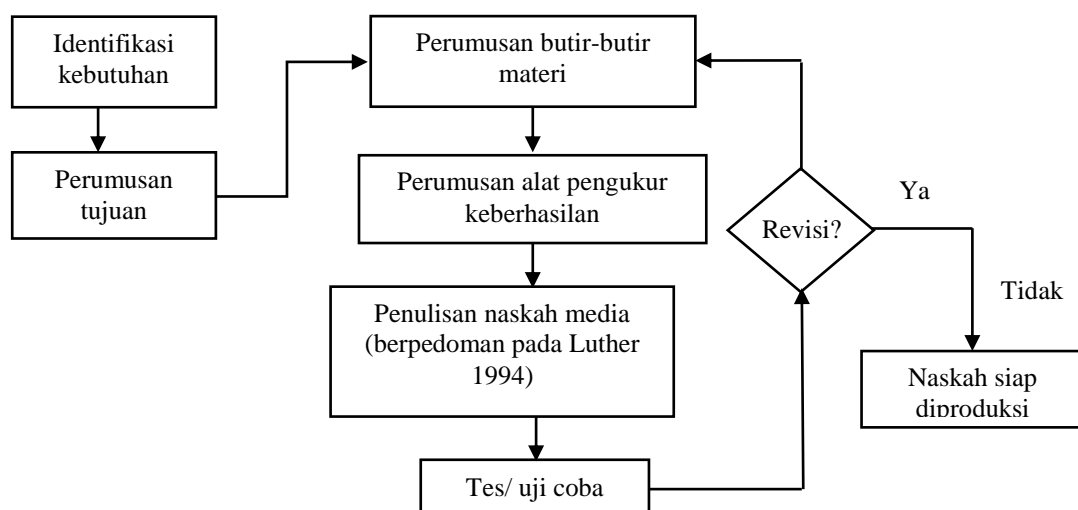 Identifikasi
kebutuhan
Perumusan
tujuan
Perumusan butir-butir
materi
Perumusan alat pengukur
keberhasilan
Penulisan naskah media
(berpedoman pada Luther
1994)
Tes/ uji coba
Revisi?
Ya
Tidak
Naskah siap
diproduksi